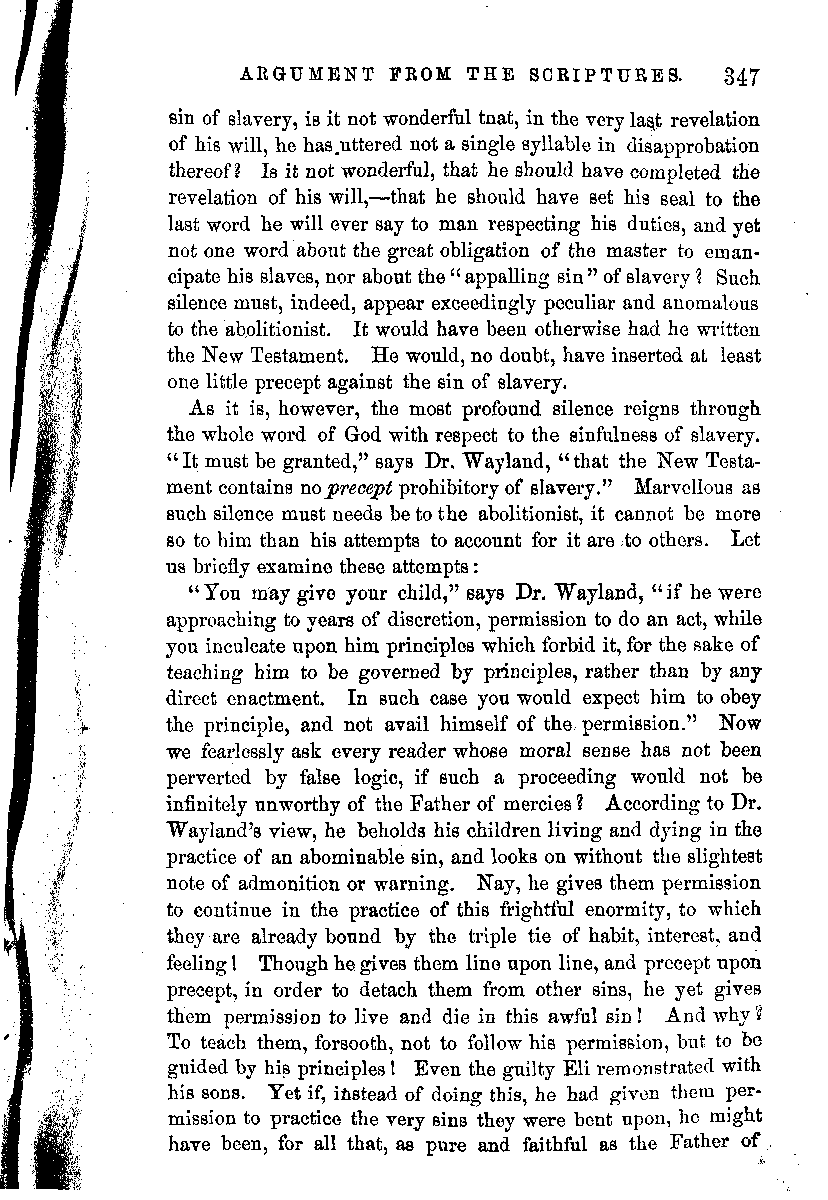 ARGUMENT FROM THE SCRIPTURES. 347
sin of slavery, is it not wonderful tnat, in the very last revelation
of his will, he has uttered not a single syllable in disapprobation
thereof? Is it not wonderful, that he should have completed the
revelation of his will,—that he should have set his seal to the
last word he will ever say to man respecting his duties, and yet
not one word about the great obligation of the master to eman-
cipate his slaves, nor about the "appalling sin" of slavery? Such
silence must, indeed, appear exceedingly peculiar and anomalous
to the abolitionist. It would have been otherwise had he written
the New Testament. He would, no doubt, have inserted at least
one little precept against the sin of slavery.
As it is, however, the most profound silence reigns through
the whole word of God with respect to the sinfulness of slavery.
"It must be granted," says Dr. Wayland, "that the New Testa-
ment contains no precept prohibitory of slavery." Marvellous as
such silence must needs be to the abolitionist, it cannot be more
so to him than his attempts to account for it are to others. Let
us briefly examine these attempts:
"You may give your child," says Dr. Wayland, "if he were
approaching to years of discretion, permission to do an act, while
you inculcate upon him principles which forbid it, for the sake of
teaching him to be governed by principles, rather than by any
direct enactment. In such case you would expect him to obey
the principle, and not avail himself of the permission." Now
we fearlessly ask every reader whose moral sense has not been
perverted by false logic, if such a proceeding would not be
infinitely unworthy of the Father of mercies? According to Dr.
Wayland's view, he beholds his children living and dying in the
practice of an abominable sin, and looks on without the slightest
note of admonition or warning. Nay, he gives them permission
to continue in the practice of this frightful enormity, to which
they are already bound by the triple tie of habit, interest, and
feeling! Though he gives them line upon line, and precept upon
precept, in order to detach them from other sins, he yet gives
them permission to live and die in this awful sin! And why?
To teach them, forsooth, not to follow his permission, but to be
guided by his principles! Even the guilty Eli remonstrated with
his sons. Yet if, instead of doing this, he had given them per-
mission to practice the very sins they were bent upon, he might
have been, for all that, as pure and faithful as the Father of